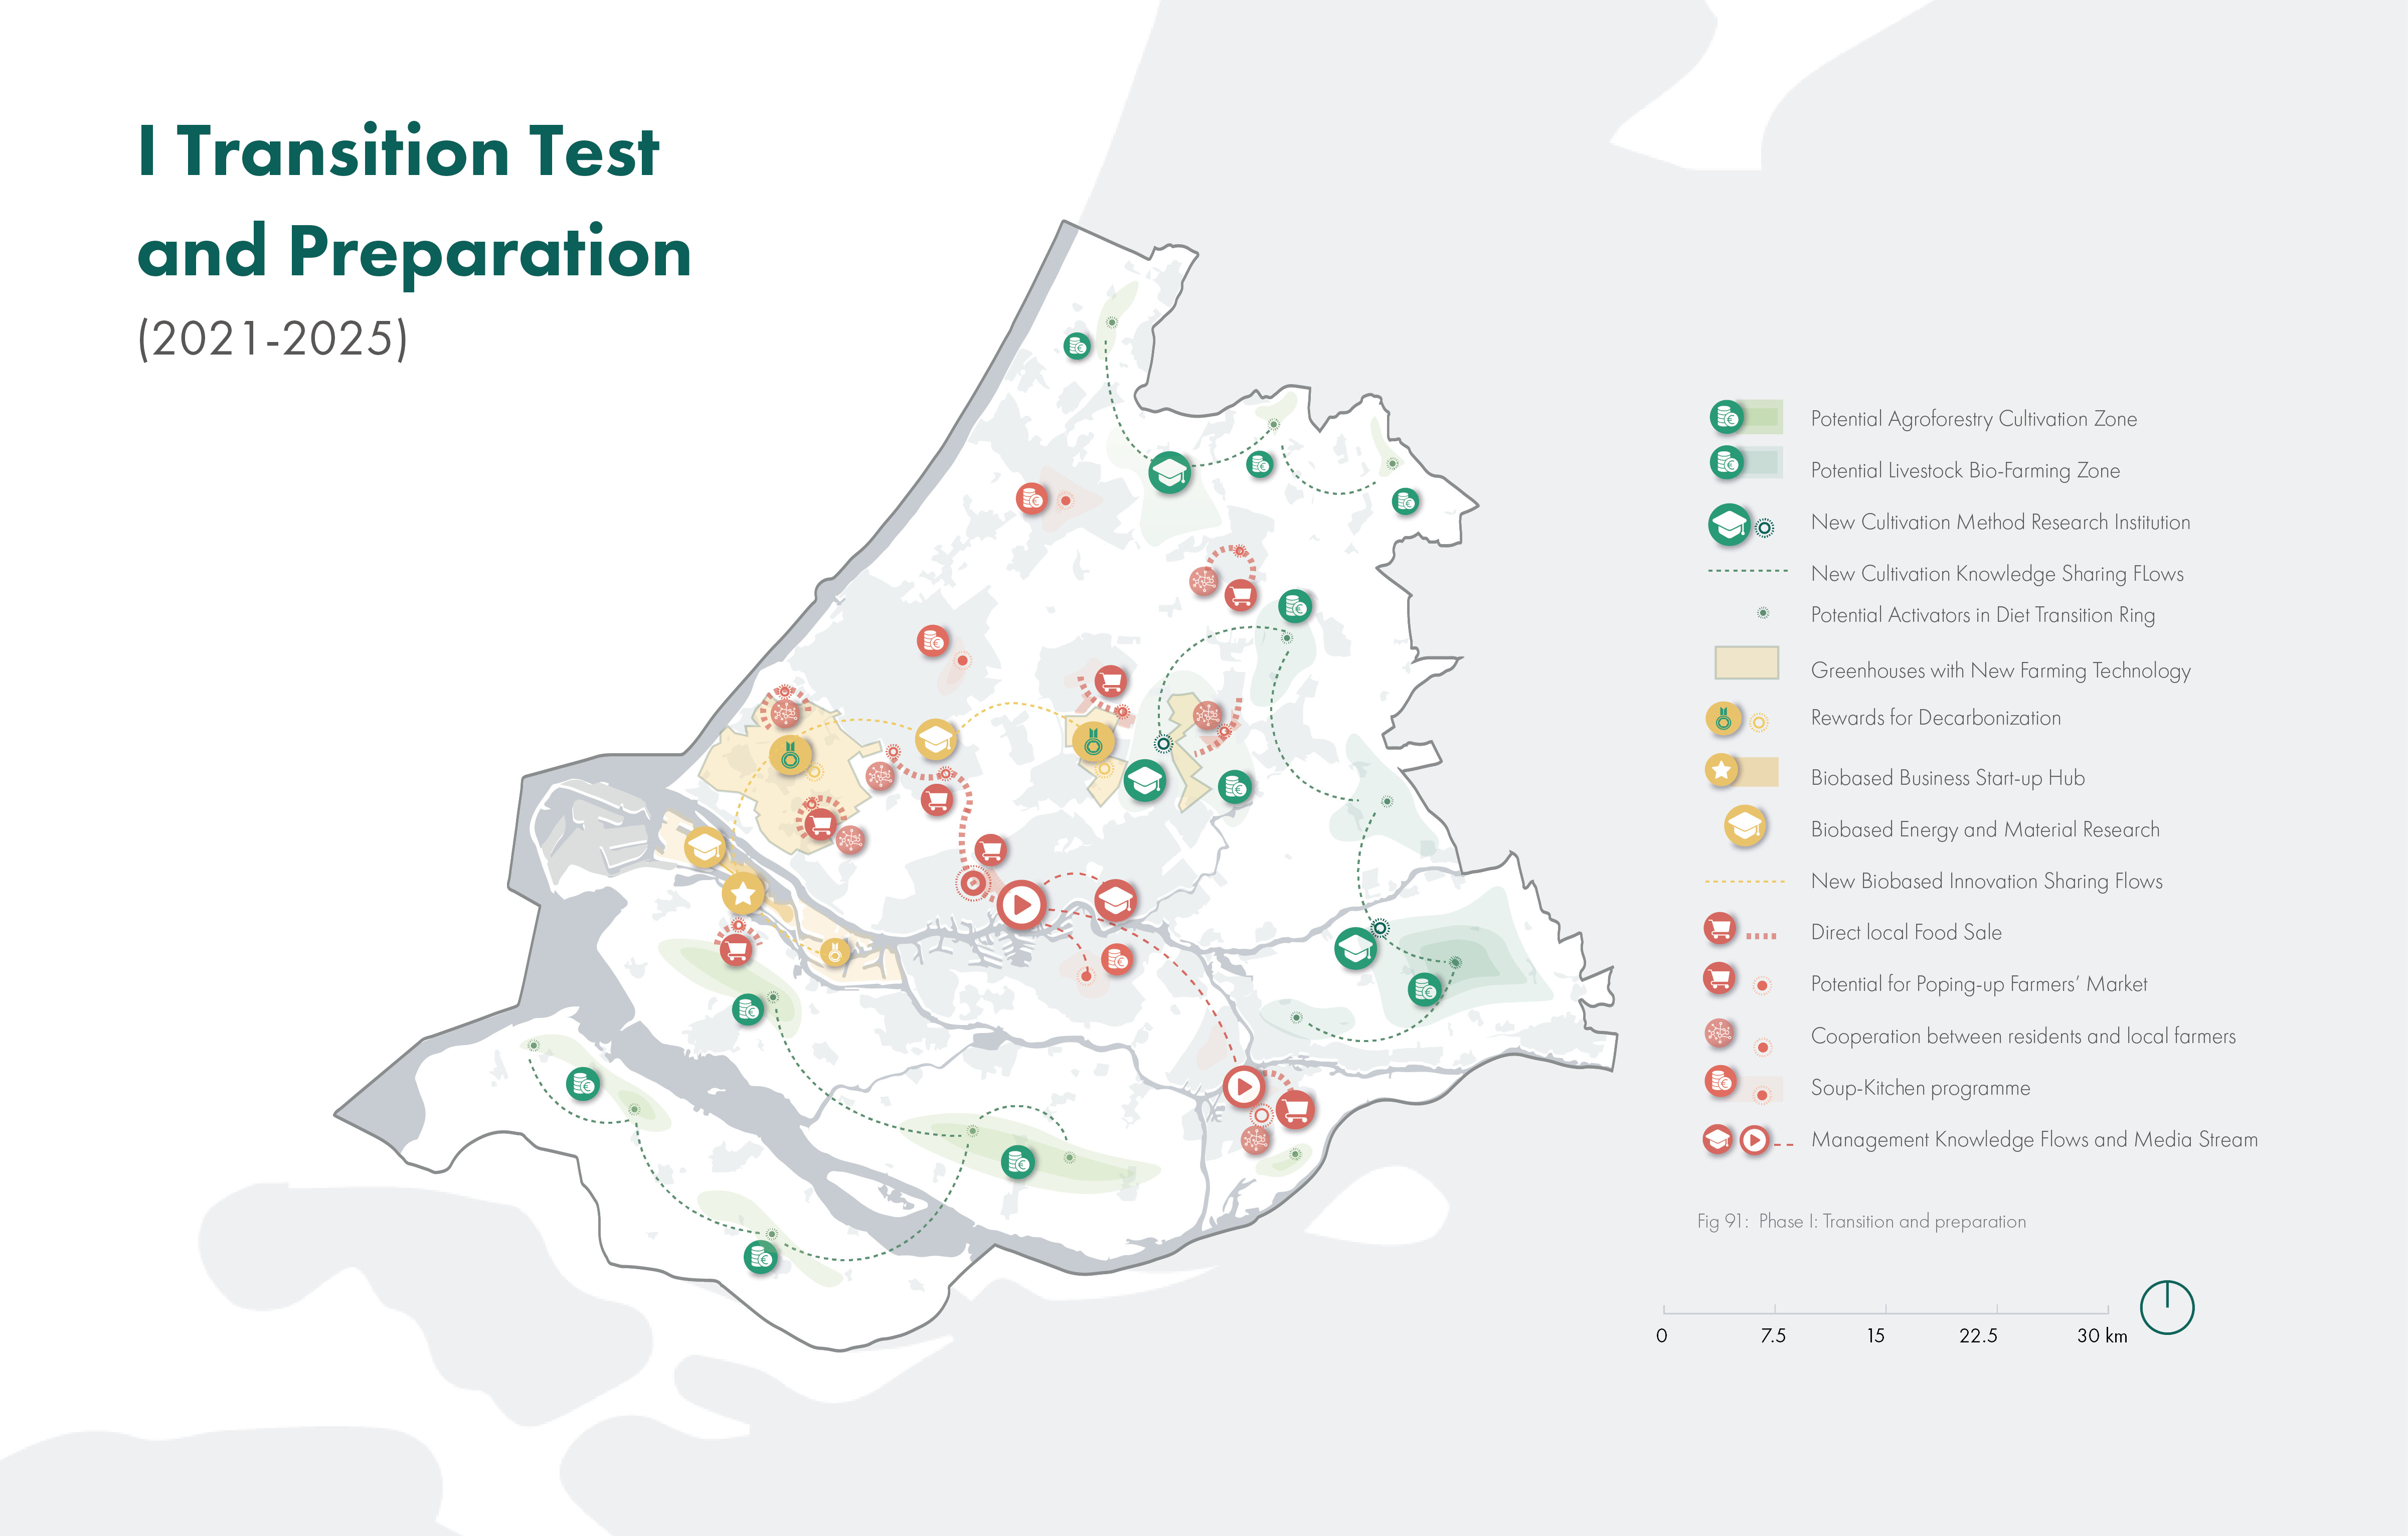 I Transition Test
and Preparation
(2021-2025)
Potential Agroforestry Cultivation Zone
Potential Livestock Bio-Farming Zone
New Cultivation Method Research Institution
New Cultivation Knowledge Sharing FLows
Potential Activators in Diet Transition Ring
Greenhouses with New Farming Technology
Rewards for Decarbonization
Biobased Business Start-up Hub
Biobased Energy and Material Research
New Biobased Innovation Sharing Flows
Direct local Food Sale
Potential for Poping-up Farmers’ Market
Cooperation between residents and local farmers
Soup-Kitchen programme
Management Knowledge Flows and Media Stream
Fig 91: Phase I: Transition and preparation
0 7.5 15 22.5 30 km